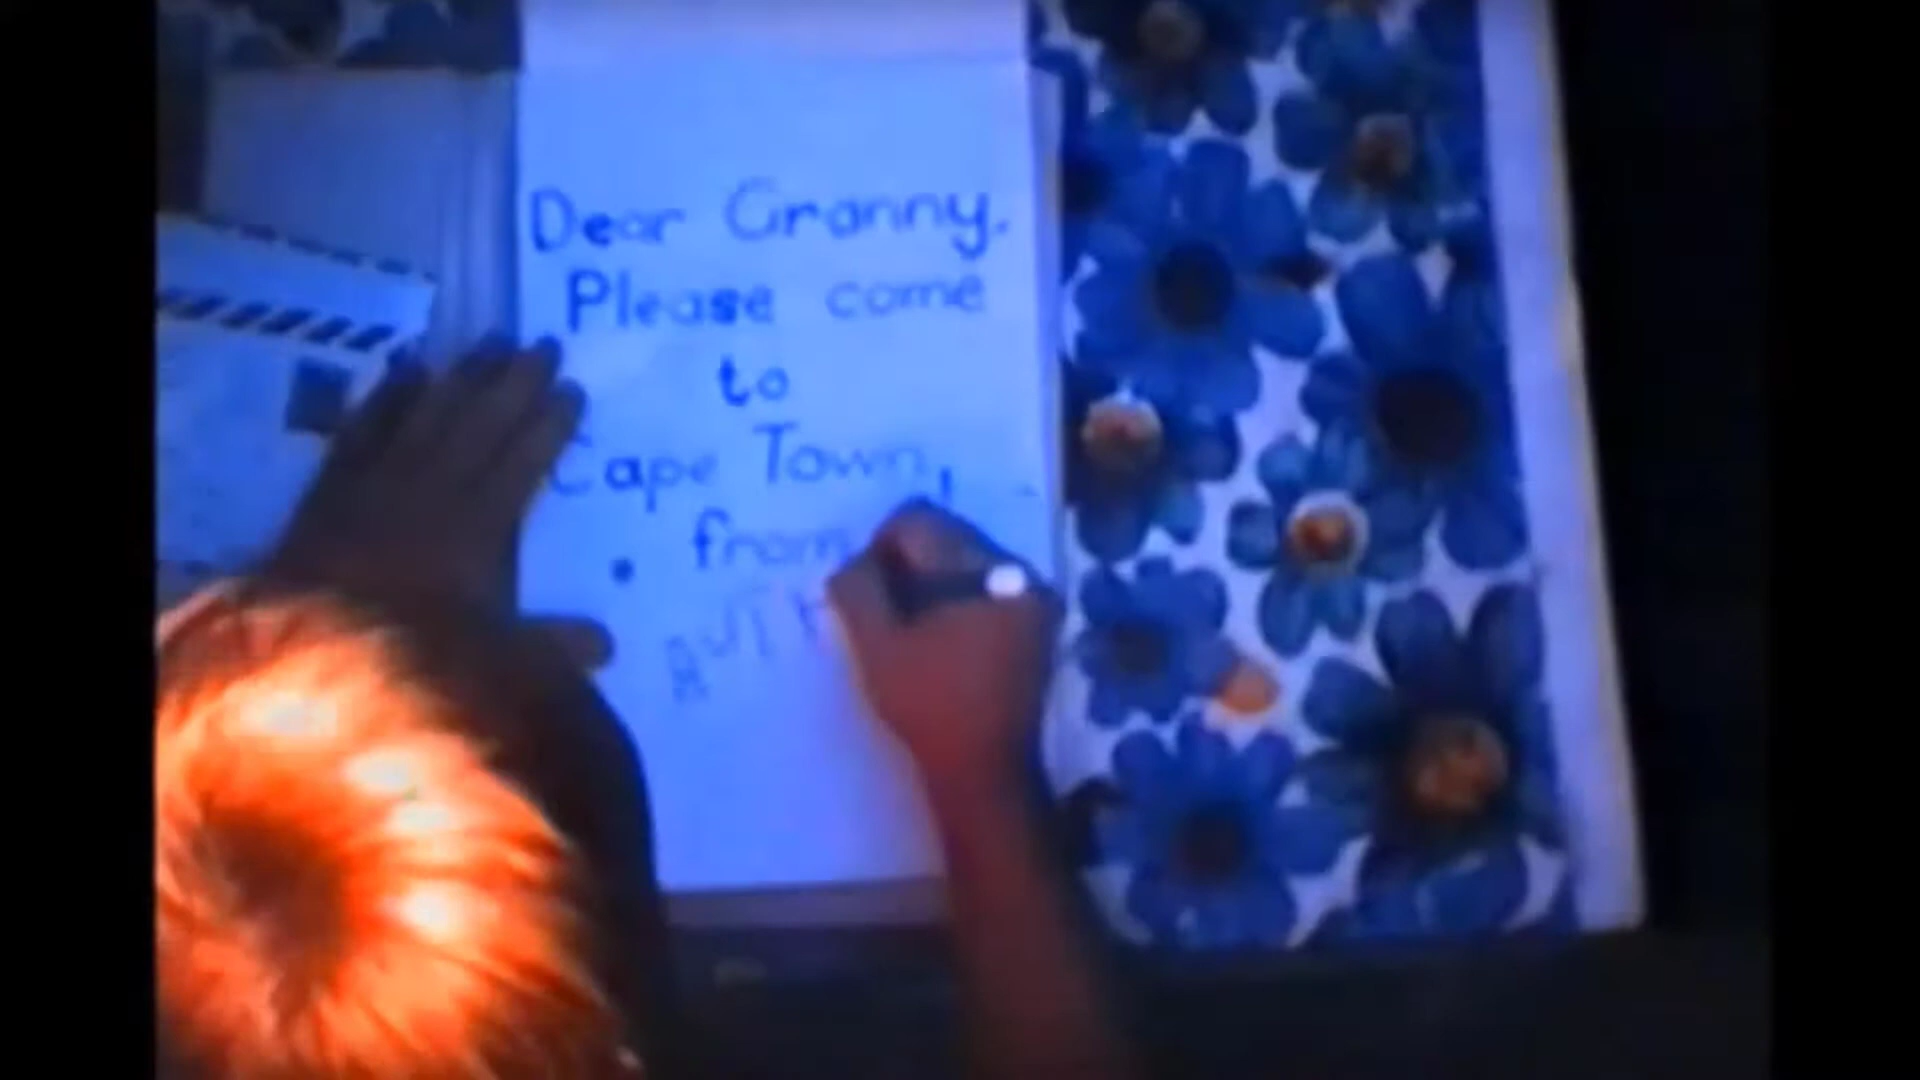 Dear Granny,
Please come
to
Cape Town,
from